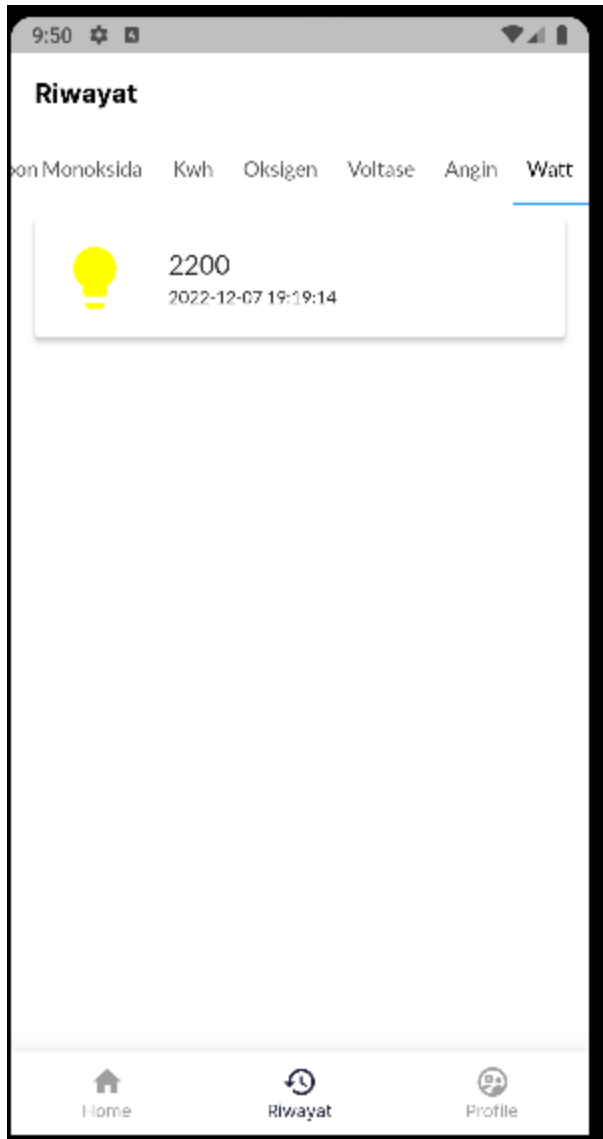 9:50
Riwayat
bon Monoksida Kwh Oksigen Voltase Angin Watt
2200
2022-12-07 19:19:14
Home Riwayat Profile